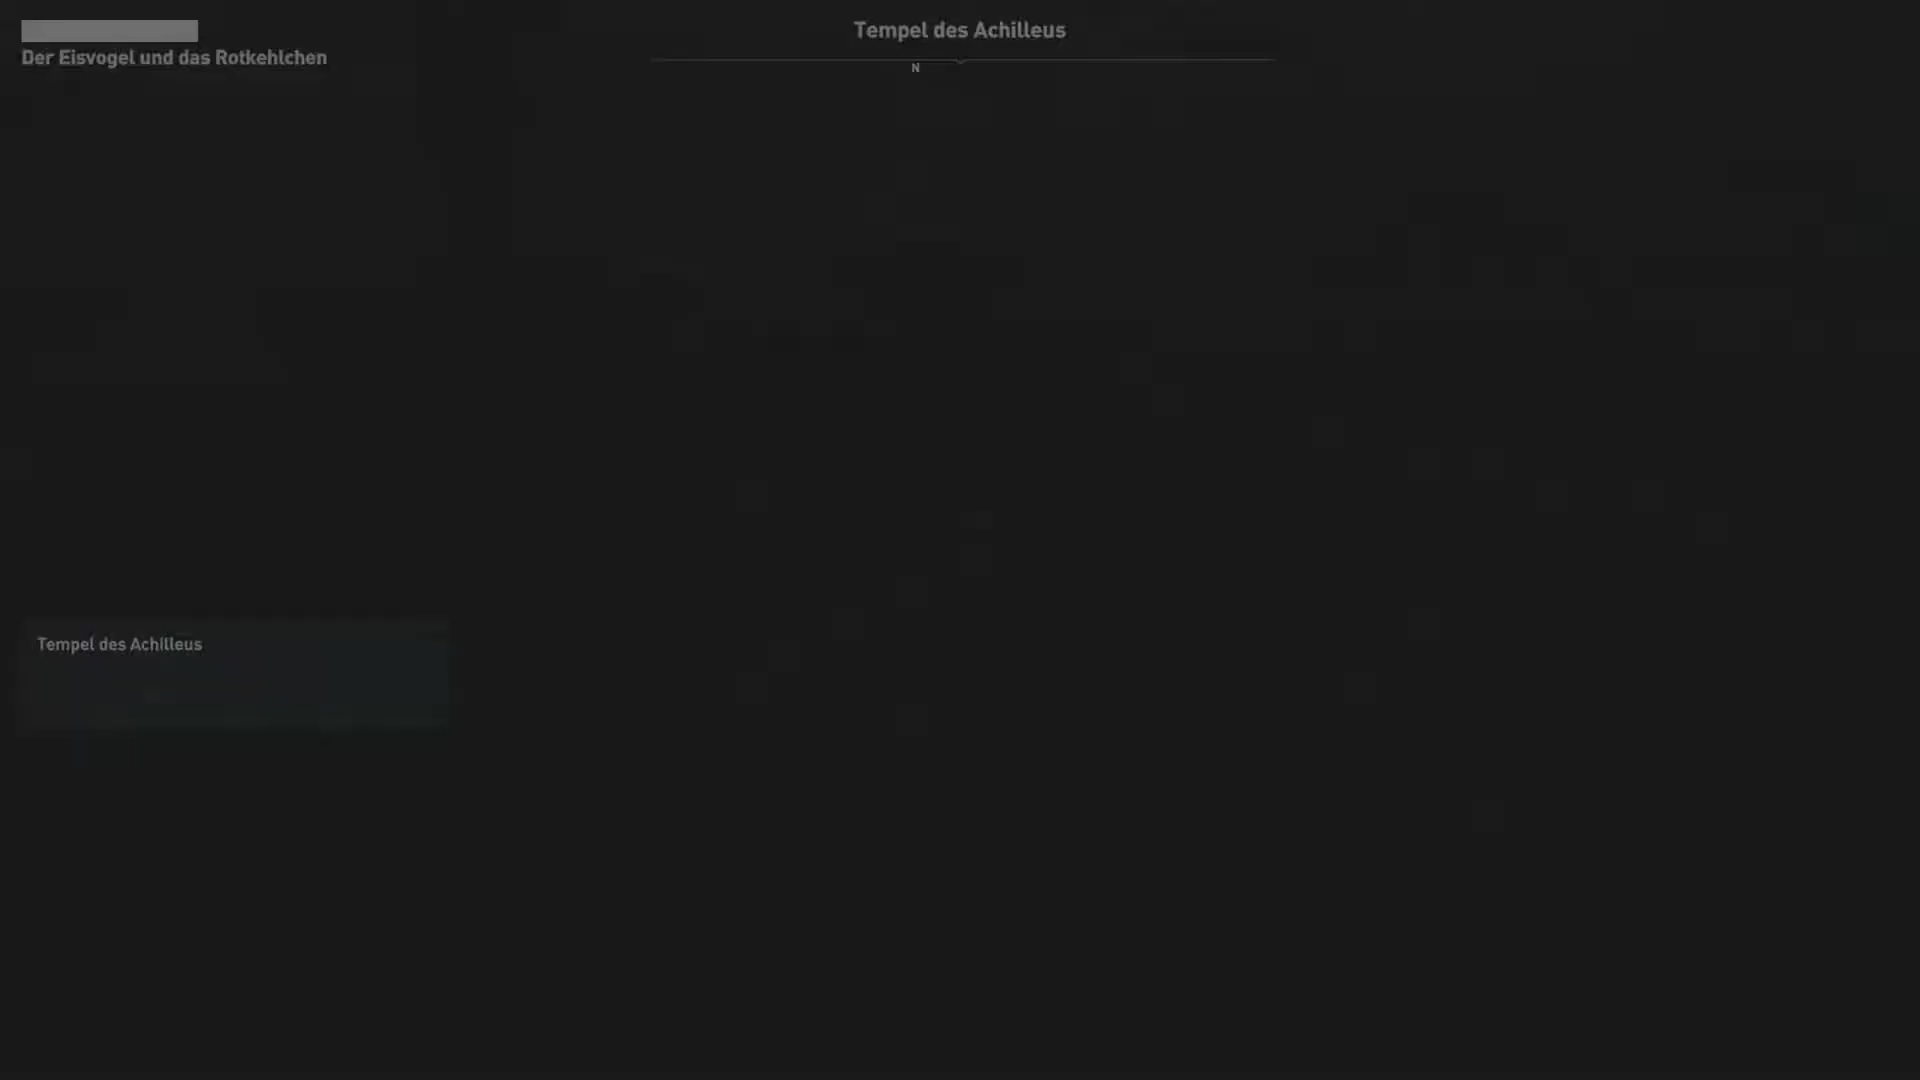 Tempel des Achilleus
Der Eisvogel und das Rotkehlchen
N
Tempel des Achilleus